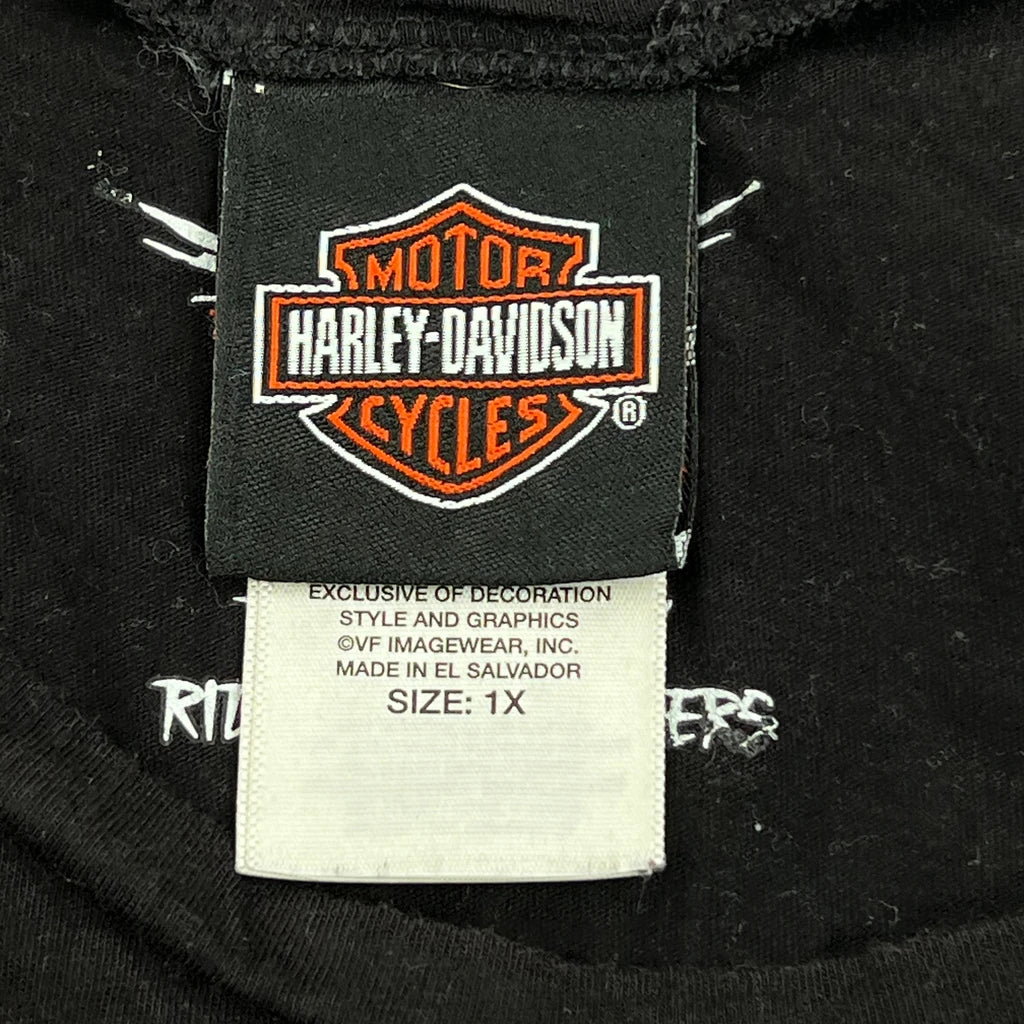 MOTOR
HARLEY-DAVIDSON
CYCLES
®
EXCLUSIVE OF DECORATION
STYLE AND GRAPHICS
©VF IMAGEWEAR, INC.
MADE IN EL SALVADOR
SIZE: 1X